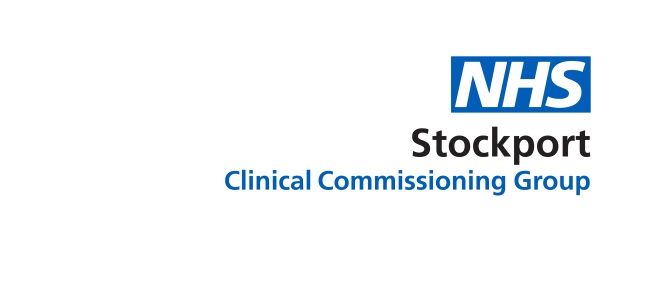 NHS
Stockport
Clinical Commissioning Group